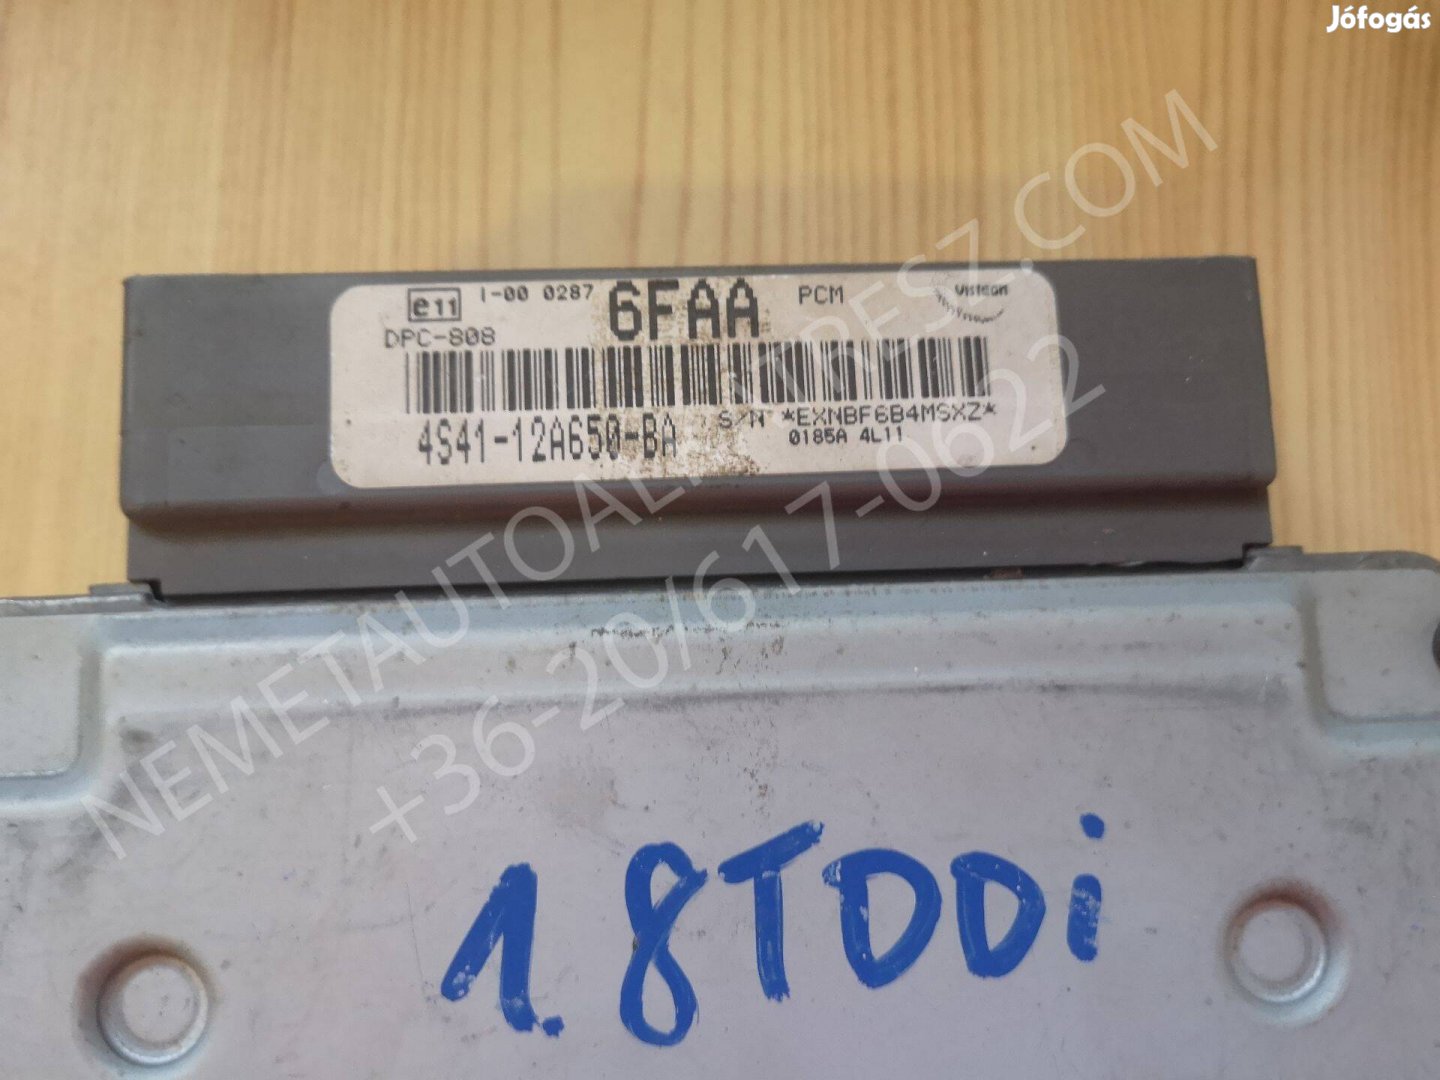 Jófogás
e11 I-00 0287 6FAA PCM Visteon
DPC-808
4S41-12A650-BA S/N *EXNBF6B4MSXZ*
0185A 4L11
NEMETAUTOALKATRESZ.COM
+36-20/617-0622
1.8TDDi